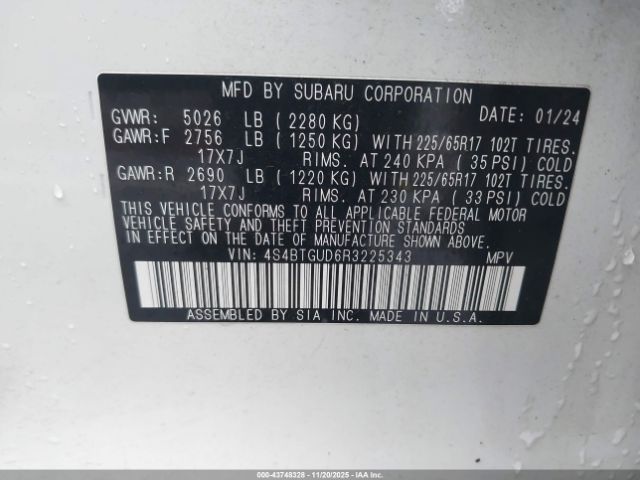 MFD BY SUBARU CORPORATION
GVWR: 5026 LB ( 2280 KG) DATE: 01/24
GAWR:F 2756 LB ( 1250 KG) WITH 225/65R17 102T TIRES.
17X7J RIMS. AT 240 KPA ( 35 PSI) COLD
GAWR:R 2690 LB ( 1220 KG) WITH 225/65R17 102T TIRES.
17X7J RIMS. AT 230 KPA ( 33 PSI) COLD
THIS VEHICLE CONFORMS TO ALL APPLICABLE FEDERAL MOTOR
VEHICLE SAFETY AND THEFT PREVENTION STANDARDS
IN EFFECT ON THE DATE OF MANUFACTURE SHOWN ABOVE.
VIN: 4S4BTGUD6R3225343 MPV
ASSEMBLED BY SIA INC. MADE IN U.S.A.
000-43748328 - 11/20/2025 - IAAI.CA